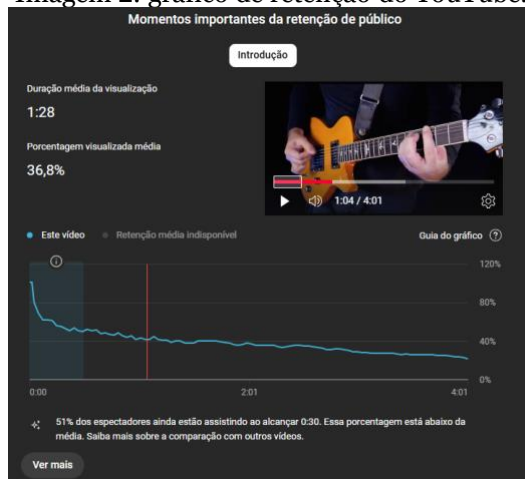 Imagem 2: gráfico de retenção do YouTube.
Momentos importantes da retenção de público
Introdução
Duração média da visualização
1:28
Porcentagem visualizada média
36,8%
1:04 / 4:01
Este vídeo
Retenção média indisponível
Guia do gráfico
120%
80%
40%
0%
0:00
2:01
4:01
51% dos espectadores ainda estão assistindo ao alcançar 0:30. Essa porcentagem está abaixo da
média. Saiba mais sobre a comparação com outros vídeos.
Ver mais